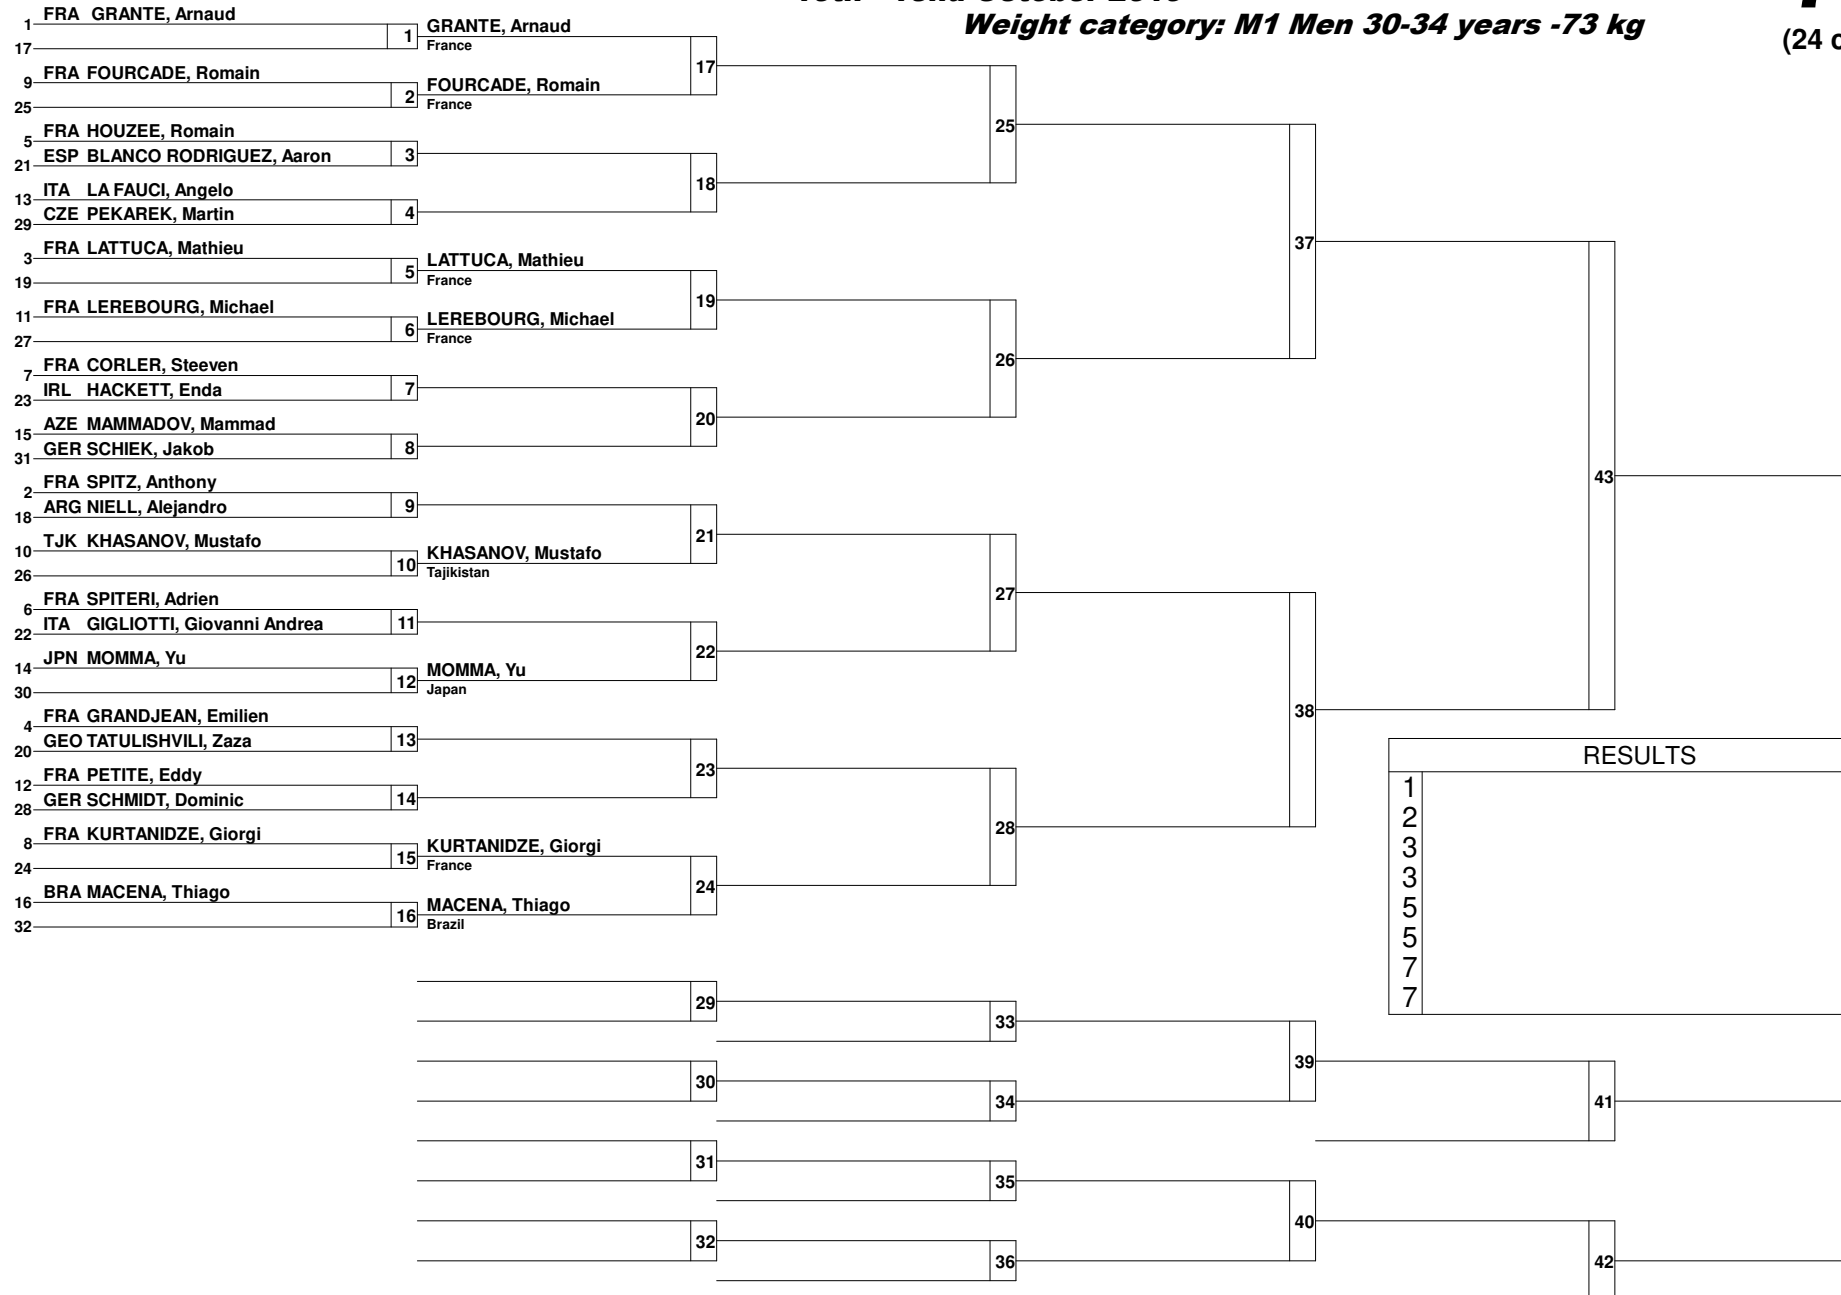 Weight category: M1 Men 30-34 years -73 kg
(24 c
1 FRA GRANTE, Arnaud
17
1
GRANTE, Arnaud
France
9 FRA FOURCADE, Romain
25
2
FOURCADE, Romain
France
17
5 FRA HOUZEE, Romain
21 ESP BLANCO RODRIGUEZ, Aaron
3
13 ITA LA FAUCI, Angelo
29 CZE PEKAREK, Martin
4
18
25
3 FRA LATTUCA, Mathieu
19
5
LATTUCA, Mathieu
France
11 FRA LEREBOURG, Michael
27
6
LEREBOURG, Michael
France
19
7 FRA CORLER, Steeven
23 IRL HACKETT, Enda
7
15 AZE MAMMADOV, Mammad
31 GER SCHIEK, Jakob
8
20
26
37
2 FRA SPITZ, Anthony
18 ARG NIELL, Alejandro
9
10 TJK KHASANOV, Mustafo
26
10
KHASANOV, Mustafo
Tajikistan
21
6 FRA SPITERI, Adrien
22 ITA GIGLIOTTI, Giovanni Andrea
11
14 JPN MOMMA, Yu
30
12
MOMMA, Yu
Japan
22
27
4 FRA GRANDJEAN, Emilien
20 GEO TATULISHVILI, Zaza
13
12 FRA PETITE, Eddy
28 GER SCHMIDT, Dominic
14
23
8 FRA KURTANIDZE, Giorgi
24
15
KURTANIDZE, Giorgi
France
16 BRA MACENA, Thiago
32
16
MACENA, Thiago
Brazil
24
28
38
43
RESULTS
1
2
3
3
5
5
7
7
29
33
30
34
39
41
31
35
32
36
40
42